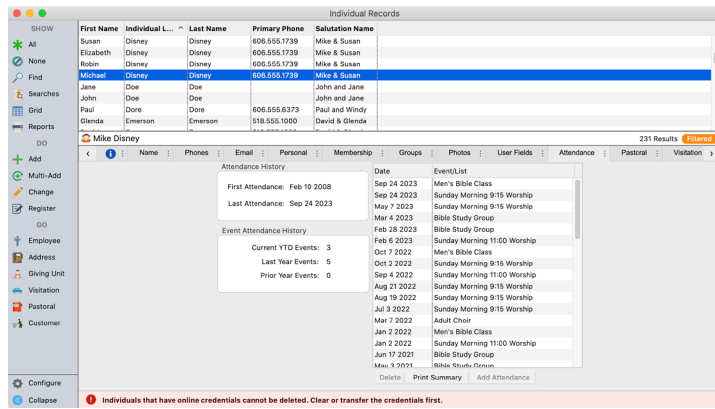 Individual Records
SHOW
All
None
Find
Searches
Grid
Reports
DO
Add
Multi-Add
Change
Register
GO
Employee
Address
Giving Unit
Visitation
Pastoral
Customer
Configure
Collapse
First Name Individual L... Last Name Primary Phone Salutation Name
Susan Disney Disney 606.555.1739 Mike & Susan
Elizabeth Disney Disney 606.555.1739 Mike & Susan
Robin Disney Disney 606.555.1739 Mike & Susan
Michael Disney Disney 606.555.1739 Mike & Susan
Jane Doe Doe John and Jane
John Doe Doe John and Jane
Paul Dore Dore 606.555.6373 Paul and Windy
Glenda Emerson Emerson 518.555.1000 David & Glenda
Mike Disney 231 Results Filtered
Name Phones Email Personal Membership Groups Photos User Fields Attendance Pastoral Visitation
Attendance History
First Attendance: Feb 10 2008
Last Attendance: Sep 24 2023
Event Attendance History
Current YTD Events: 3
Last Year Events: 5
Prior Year Events: 0
Date Event/List
Sep 24 2023 Men's Bible Class
Sep 24 2023 Sunday Morning 9:15 Worship
May 7 2023 Sunday Morning 9:15 Worship
Mar 4 2023 Bible Study Group
Feb 28 2023 Bible Study Group
Feb 6 2023 Sunday Morning 11:00 Worship
Oct 7 2022 Men's Bible Class
Oct 2 2022 Sunday Morning 9:15 Worship
Sep 4 2022 Sunday Morning 11:00 Worship
Aug 21 2022 Sunday Morning 9:15 Worship
Aug 19 2022 Sunday Morning 9:15 Worship
Jul 3 2022 Sunday Morning 9:15 Worship
Mar 7 2022 Adult Choir
Jan 2 2022 Men's Bible Class
Jan 2 2022 Sunday Morning 11:00 Worship
Jun 17 2021 Bible Study Group
May 3 2021 Bible Study Group
Delete Print Summary Add Attendance
Individuals that have online credentials cannot be deleted. Clear or transfer the credentials first.